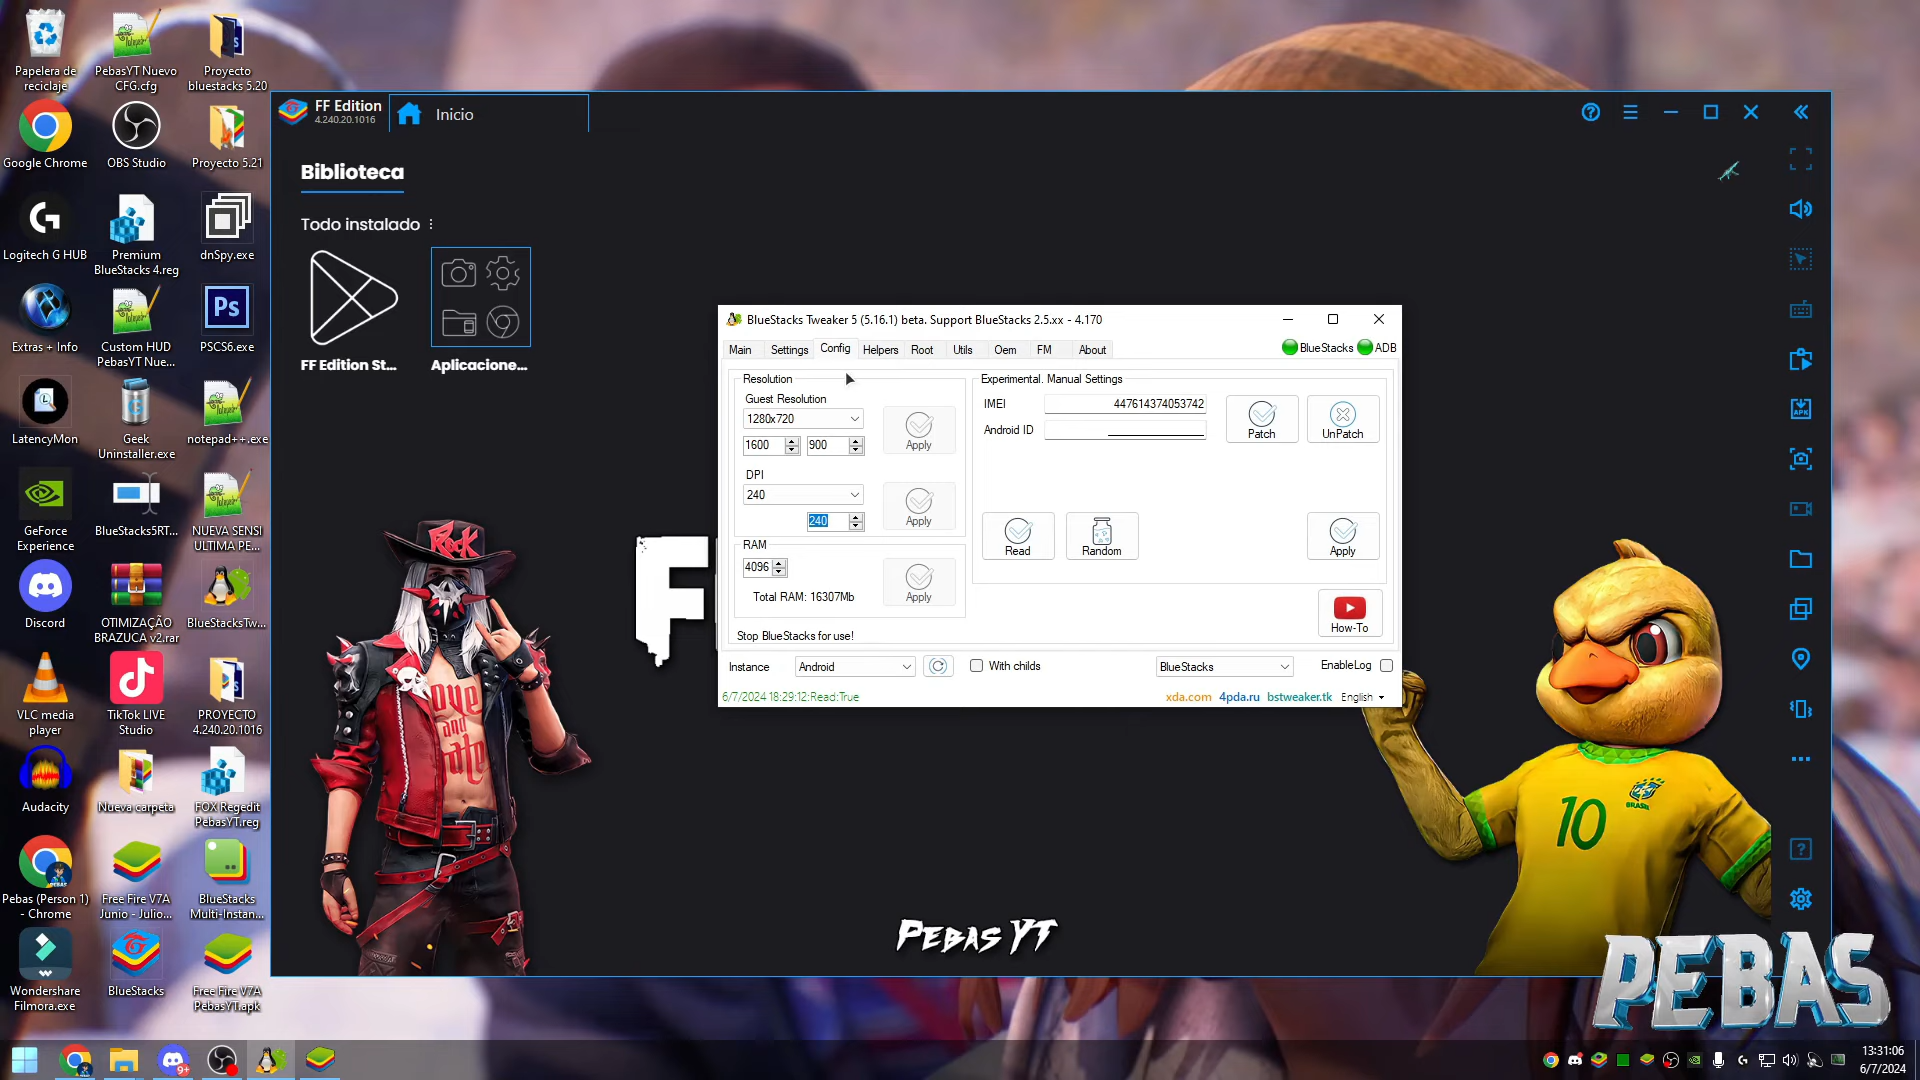 Papelera de
reciclaje
PebasYT Nuevo
CFG.cfg
Proyecto
bluestacks 5.20
Google Chrome
OBS Studio
Proyecto 5.21
Logitech G HUB
Premium
BlueStacks 4.reg
dnSpy.exe
Extras + Info
Custom HUD
PebasYT Nue...
Ps
PSCS6.exe
LatencyMon
Geek
Uninstaller.exe
notepad++.exe
GeForce
Experience
BlueStacks5RT...
NUEVA SENSI
ULTIMA PE...
Discord
OTIMIZAÇÃO
BRAZUCA v2.rar
BlueStacksTw...
VLC media
player
TikTok LIVE
Studio
PROYECTO
4.240.20.1016
Audacity
Nueva carpeta
FOX Regedit
PebasYT.reg
Pebas (Person 1)
- Chrome
Free Fire V7A
Junio - Julio...
BlueStacks
Multi-Instan...
Wondershare
Filmora.exe
BlueStacks
Free Fire V7A
PebasYT.apk
FF Edition
4.240.20.1016
Inicio
Biblioteca
Todo instalado
FF Edition St...
Aplicacione...
BlueStacks Tweaker 5 (5.16.1) beta. Support BlueStacks 2.5.xx - 4.170
Main Settings Config Helpers Root Utils Oem FM About
BlueStacks ADB
Resolution
Guest Resolution
1280x720
1600 900
Apply
DPI
240
240
Apply
RAM
4096
Total RAM: 16307Mb
Apply
Stop BlueStacks for use!
Experimental. Manual Settings
IMEI 447614374053742
Android ID
Patch
UnPatch
Read
Random
Apply
How-To
Instance Android With childs BlueStacks EnableLog
6/7/2024 18:29:12:Read:True
xda.com 4pda.ru bstweaker.tk English
ROCK
F
10
BRASIL
PEBAS YT
PEBAS
APK
9+
13:31:06
6/7/2024